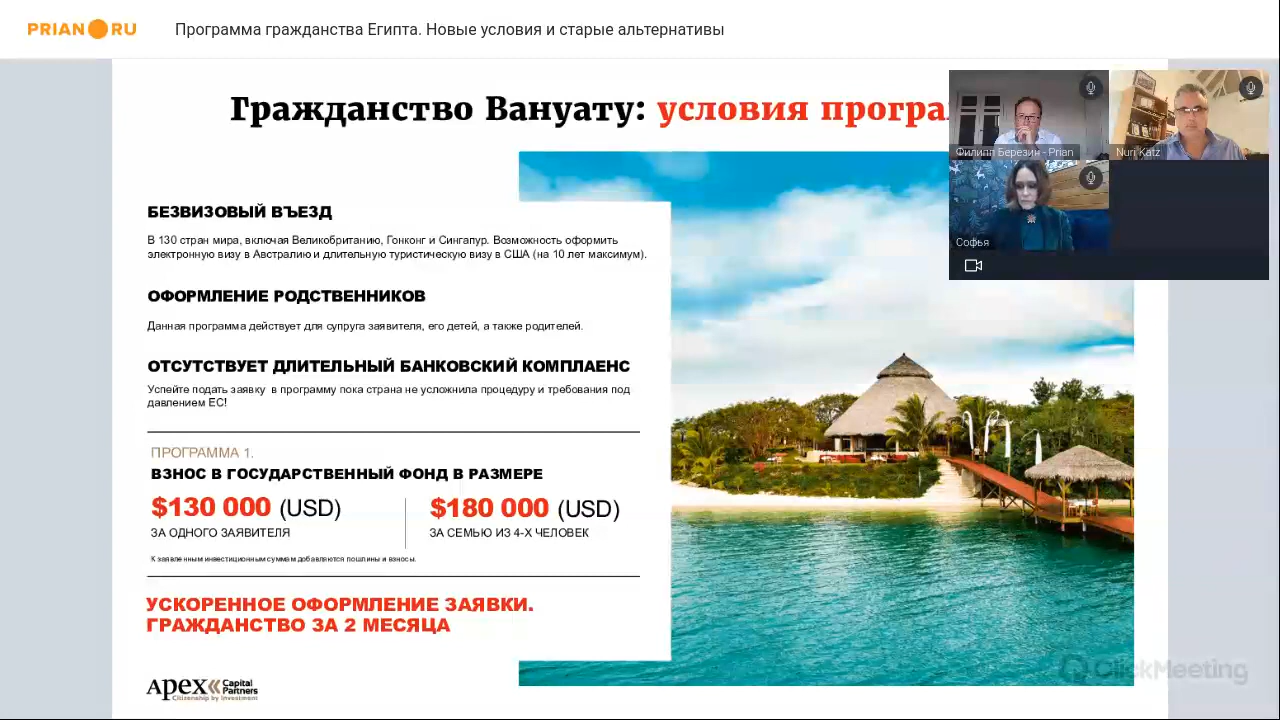 PRIAN RU
Программа гражданства Египта. Новые условия и старые альтернативы
Гражданство Вануату: условия програ
Филипп Березин - Prian
Nuri Katz
Софья
БЕЗВИЗОВЫЙ ВЪЕЗД
В 130 стран мира, включая Великобританию, Гонконг и Сингапур. Возможность оформить
электронную визу в Австралию и длительную туристическую визу в США (на 10 лет максимум).
ОФОРМЛЕНИЕ РОДСТВЕННИКОВ
Данная программа действует для супруга заявителя, его детей, а также родителей.
ОТСУТСТВУЕТ ДЛИТЕЛЬНЫЙ БАНКОВСКИЙ КОМПЛАЕНС
Успейте подать заявку в программу пока страна не усложнила процедуру и требования под
давлением ЕС!
ПРОГРАММА 1.
ВЗНОС В ГОСУДАРСТВЕННЫЙ ФОНД В РАЗМЕРЕ
$130 000 (USD)
ЗА ОДНОГО ЗАЯВИТЕЛЯ
$180 000 (USD)
ЗА СЕМЬЮ ИЗ 4-Х ЧЕЛОВЕК
К заявленным инвестиционным суммам добавляются пошлины и взносы.
УСКОРЕННОЕ ОФОРМЛЕНИЕ ЗАЯВКИ.
ГРАЖДАНСТВО ЗА 2 МЕСЯЦА
APEX Capital
Partners
Citizenship by Investment
ClickMeeting